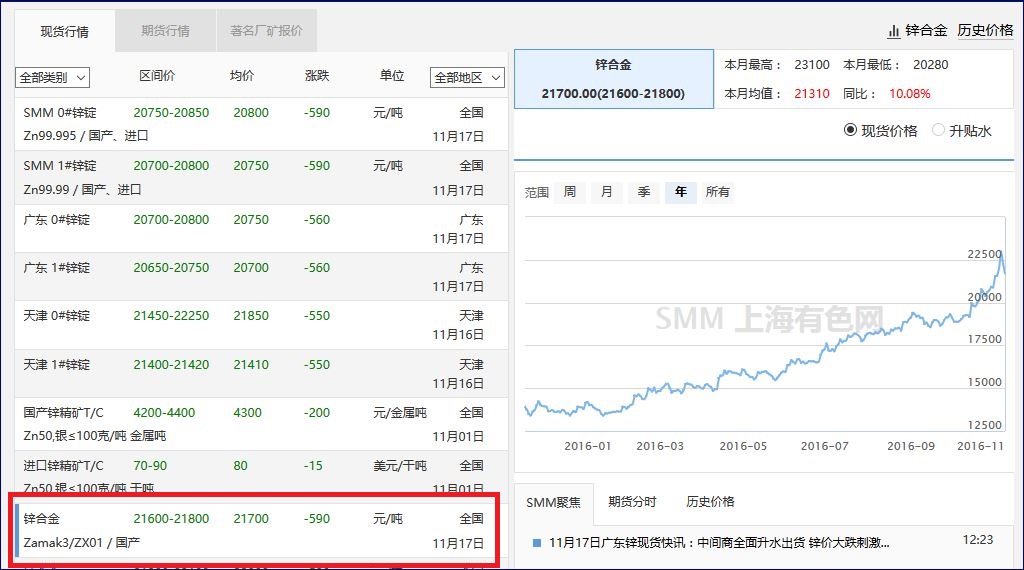 现货行情 期货行情 著名厂矿报价
锌合金 历史价格
全部类别 区间价 均价 涨跌 单位 全部地区
SMM 0#锌锭 20750-20850 20800 -590 元/吨 全国
Zn99.995 / 国产、进口 11月17日
SMM 1#锌锭 20700-20800 20750 -590 元/吨 全国
Zn99.99 / 国产、进口 11月17日
广东 0#锌锭 20700-20800 20750 -560 广东
11月17日
广东 1#锌锭 20650-20750 20700 -560 广东
11月17日
天津 0#锌锭 21450-22250 21850 -550 天津
11月16日
天津 1#锌锭 21400-21420 21410 -550 天津
11月16日
国产锌精矿T/C 4200-4400 4300 -200 元/金属吨 全国
Zn50,银≤100克/吨 金属吨 11月01日
进口锌精矿T/C 70-90 80 -15 美元/干吨 全国
Zn50,银≤100克/吨 干吨 11月01日
锌合金 21600-21800 21700 -590 元/吨 全国
Zamak3/ZX01 / 国产 11月17日
锌合金
21700.00(21600-21800)
本月最高： 23100 本月最低： 20280
本月均值： 21310 同比： 10.08%
现货价格 升贴水
范围 周 月 季 年 所有
22500
20000
17500
15000
12500
SMM 上海有色网
2016-01 2016-03 2016-05 2016-07 2016-09 2016-11
SMM聚焦 期货分时 历史价格
11月17日广东锌现货快讯：中间商全面升水出货 锌价大跌刺激... 12:23